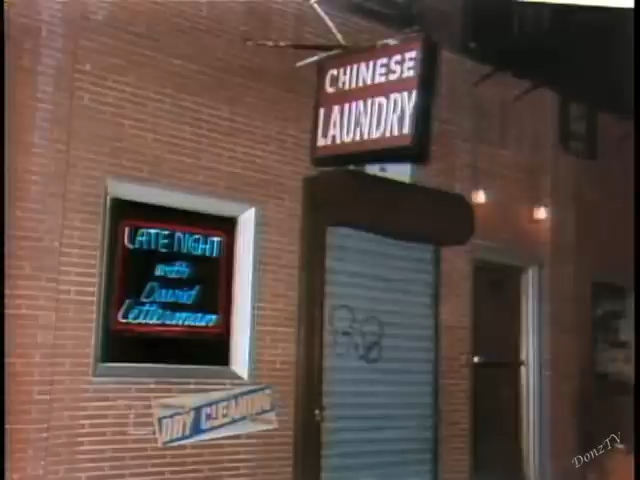 CHINESE
LAUNDRY
LATE NIGHT
with
David
Letterman
DRY CLEANING
DonzTV